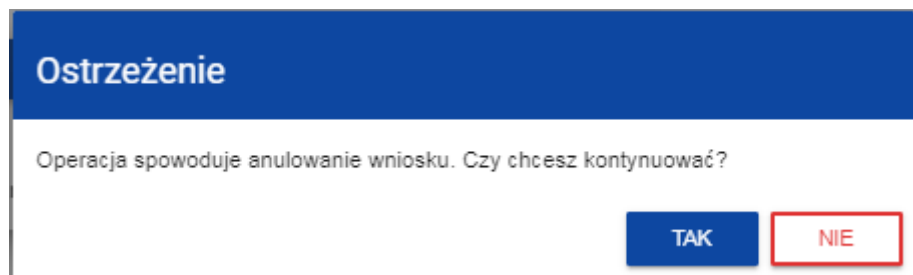 Ostrzeżenie
Operacja spowoduje anulowanie wniosku. Czy chcesz kontynuować?
TAK NIE